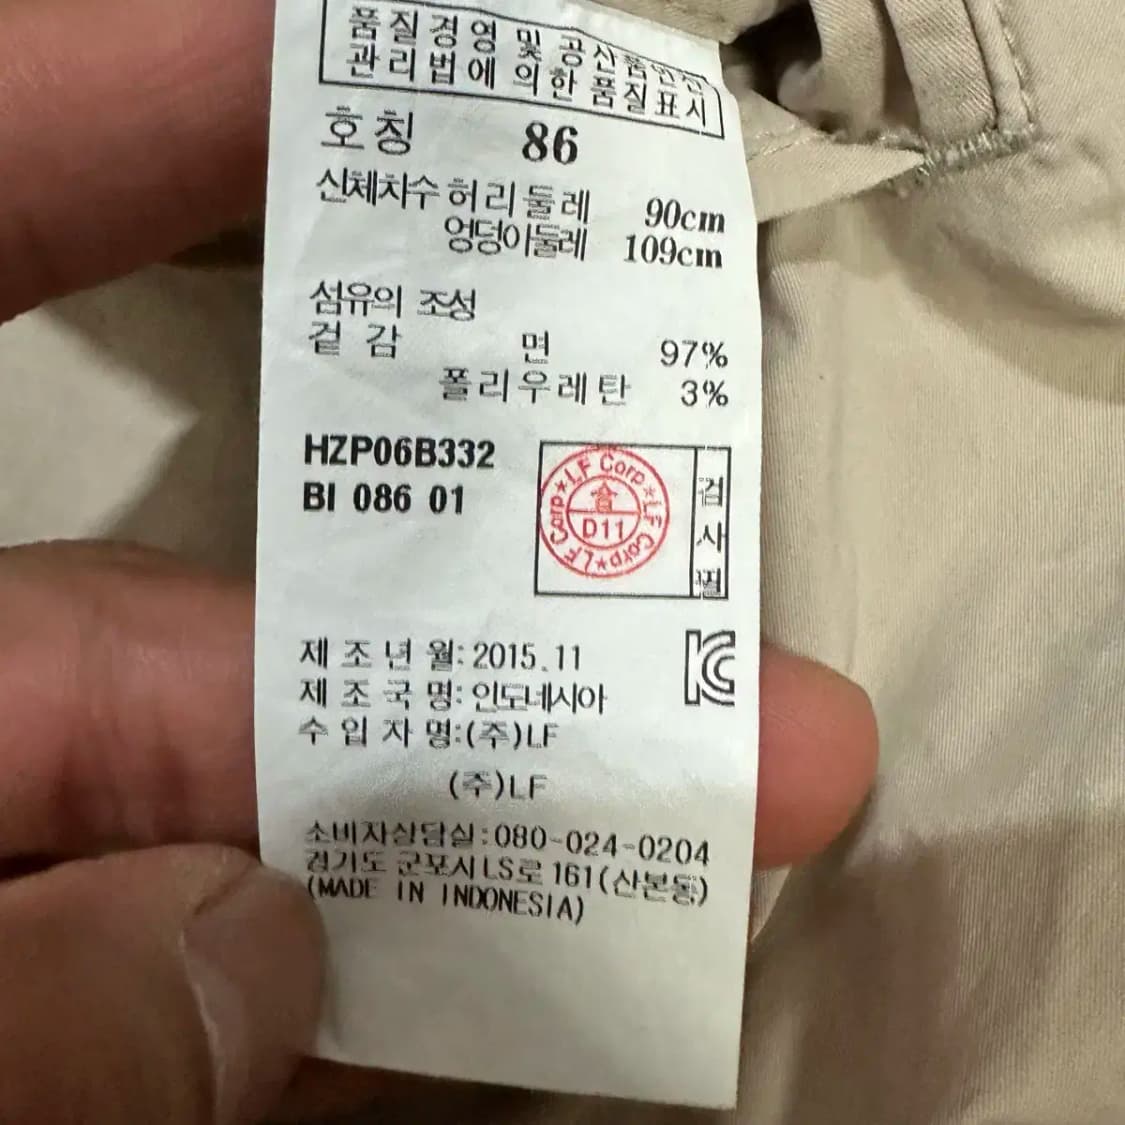 품질경영 및 공산품안전
관리법에 의한 품질표시
호칭 86
신체치수 허리둘레 90cm
엉덩이둘레 109cm
섬유의 조성
겉감 면 97%
폴리우레탄 3%
HZP06B332
BI 086 01
LF Corp★LF Corp★LF Corp★
合
D11
검사필
제조년월: 2015.11
제조국명: 인도네시아
수입자명:(주)LF
(주)LF
소비자상담실:080-024-0204
경기도 군포시 LS로 161(산본동)
(MADE IN INDONESIA)